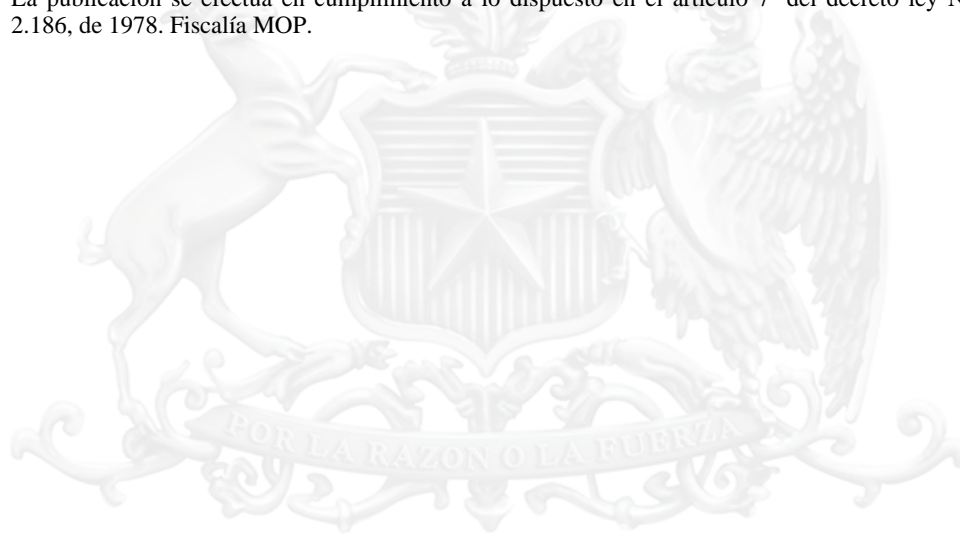 La publicación se efectúa en cumplimiento a lo dispuesto en el artículo 7° del decreto ley N
2.186, de 1978. Fiscalía MOP.
POR LA RAZON O LA FUERZA